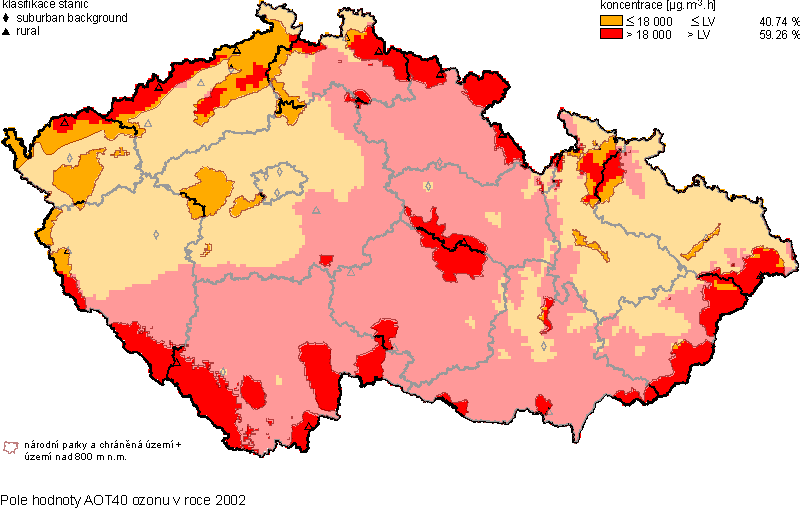 klasifikace stanic
suburban background
rural
koncentrace [µg.m³.h]
≤ 18 000 ≤ LV 40.74 %
> 18 000 > LV 59.26 %
národní parky a chráněná území +
území nad 800 m n.m.
Pole hodnoty AOT40 ozonu v roce 2002